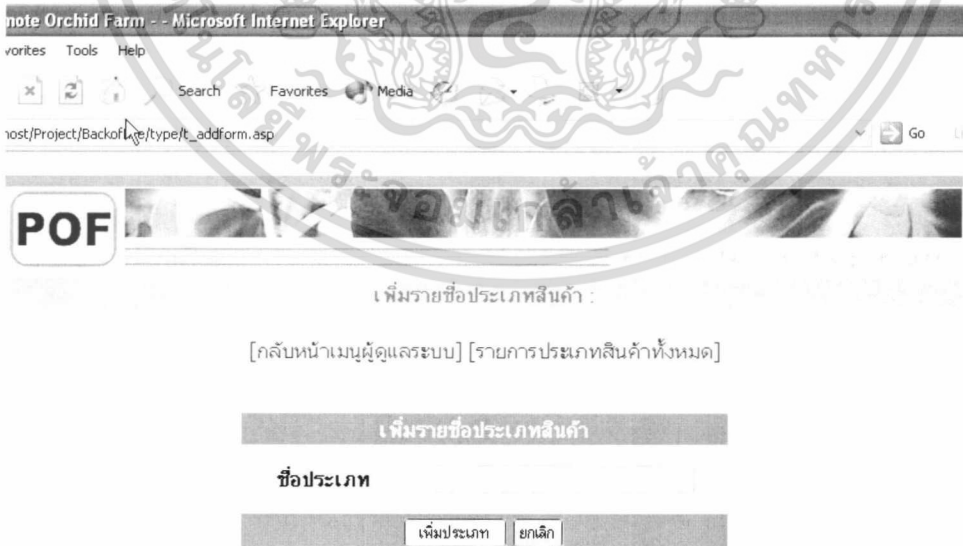 note Orchid Farm - - Microsoft Internet Explorer
vorites Tools Help
Search Favorites Media
host/Project/Backoffice/type/t_addform.asp Go
POF
เพิ่มรายชื่อประเภทสินค้า :
[กลับหน้าเมนูผู้ดูแลระบบ] [รายการประเภทสินค้าทั้งหมด]
เพิ่มรายชื่อประเภทสินค้า
ชื่อประเภท
เพิ่มประเภท ยกเลิก